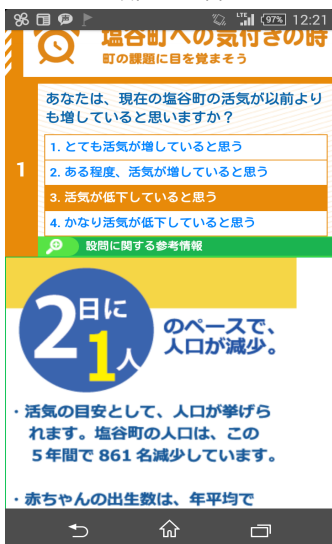 LTE 97% 12:21
塩谷町への気付きの時
町の課題に目を覚まそう
1
あなたは、現在の塩谷町の活気が以前より
も増していると思いますか？
1. とても活気が増していると思う
2. ある程度、活気が増していると思う
3. 活気が低下していると思う
4. かなり活気が低下していると思う
設問に関する参考情報
2日に
1人
のペースで、
人口が減少。
・活気の目安として、人口が挙げら
れます。塩谷町の人口は、この
５年間で 861 名減少しています。
・赤ちゃんの出生数は、年平均で